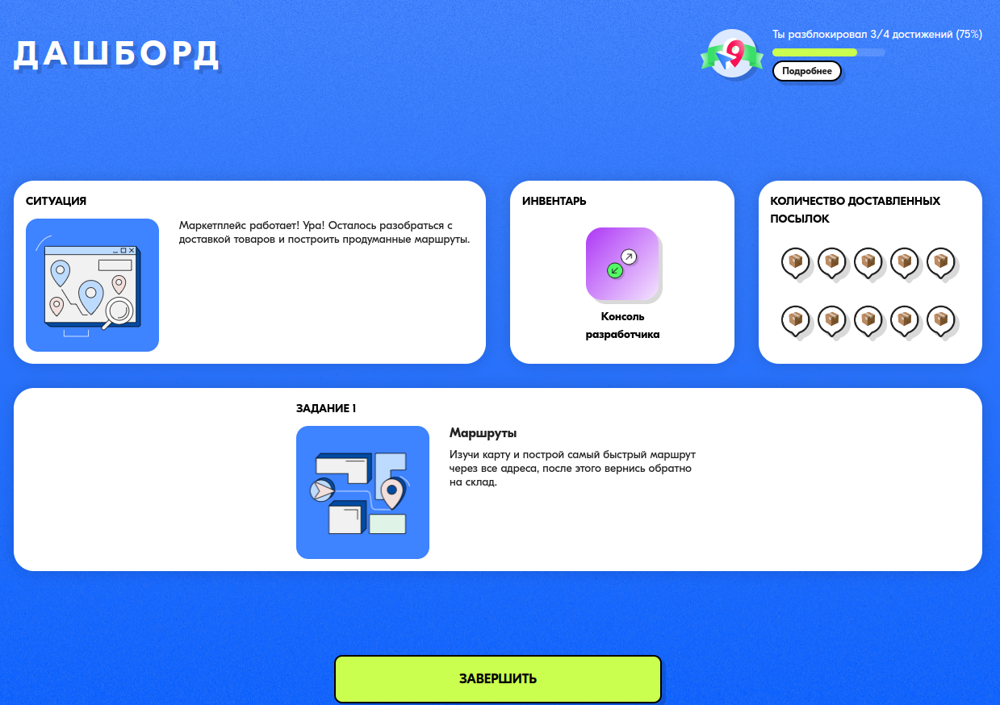 ДАШБОРД
Ты разблокировал 3/4 достижений (75%)
Подробнее
СИТУАЦИЯ
Маркетплейс работает! Ура! Осталось разобраться с
доставкой товаров и построить продуманные маршруты.
ИНВЕНТАРЬ
Консоль
разработчика
КОЛИЧЕСТВО ДОСТАВЛЕННЫХ
ПОСЫЛОК
ЗАДАНИЕ 1
Маршруты
Изучи карту и построй самый быстрый маршрут
через все адреса, после этого вернись обратно
на склад.
ЗАВЕРШИТЬ